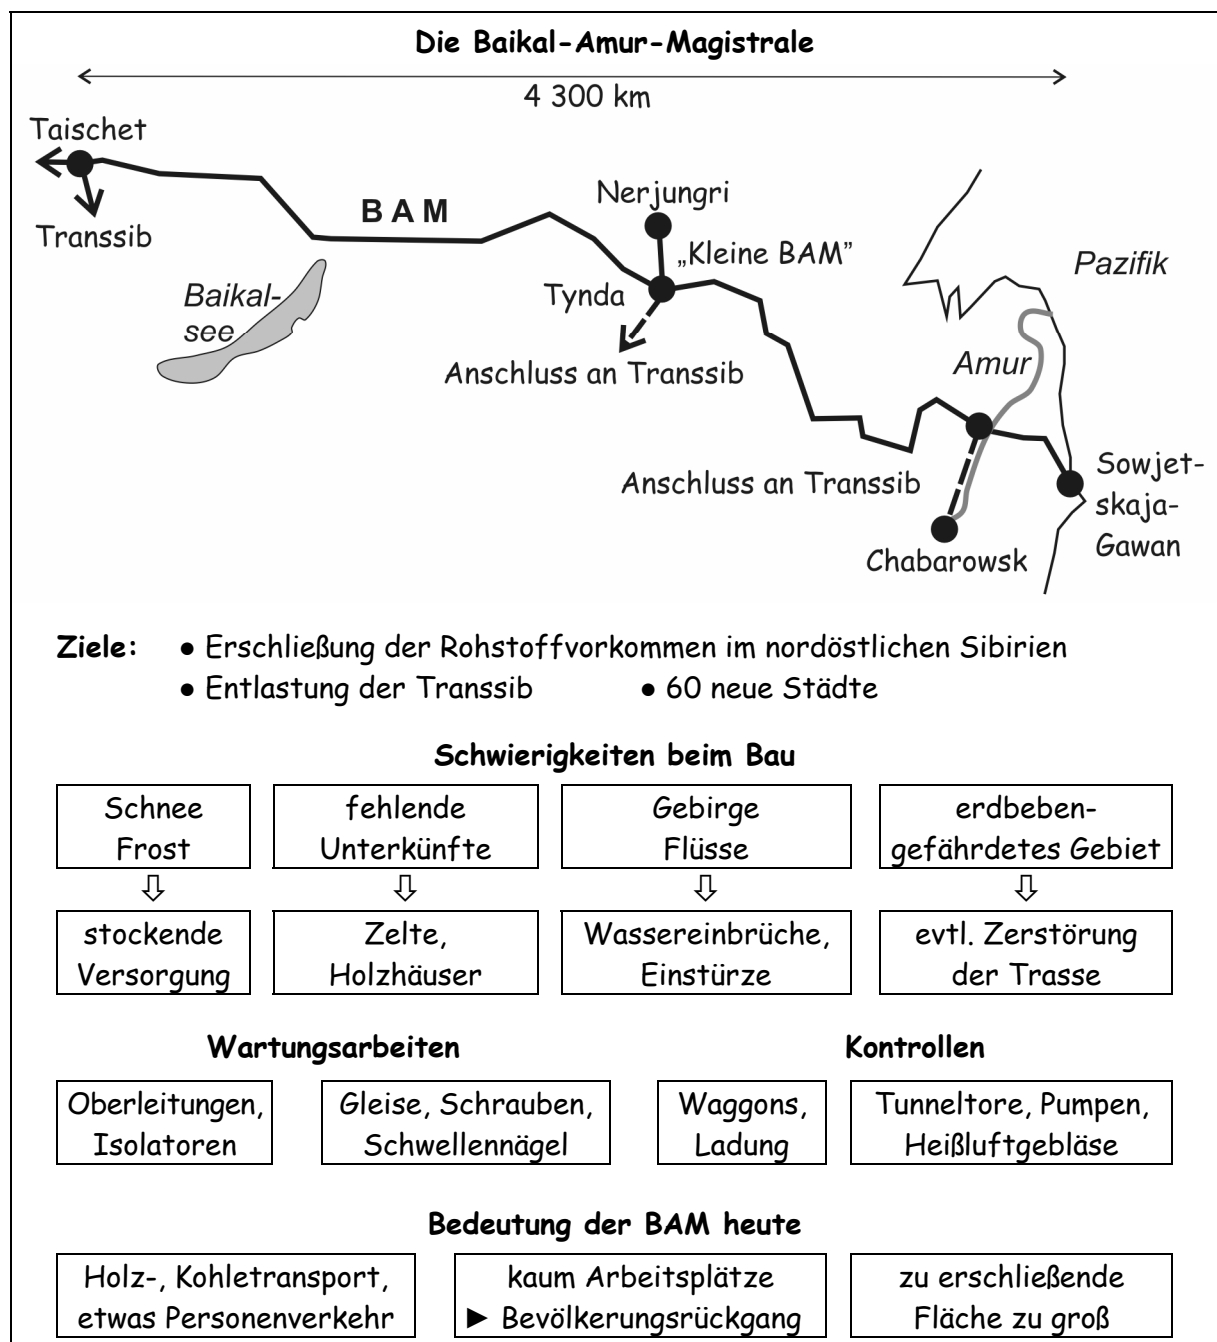 Die Baikal-Amur-Magistrale
4 300 km
Taischet
Transsib
BAM
Nerjungri
„Kleine BAM”
Tynda
Anschluss an Transsib
Baikal-
see
Pazifik
Amur
Anschluss an Transsib
Chabarowsk
Sowjet-
skaja-
Gawan
Ziele: ● Erschließung der Rohstoffvorkommen im nordöstlichen Sibirien
● Entlastung der Transsib ● 60 neue Städte
Schwierigkeiten beim Bau
Schnee
Frost
fehlende
Unterkünfte
Gebirge
Flüsse
erdbeben-
gefährdetes Gebiet
stockende
Versorgung
Zelte,
Holzhäuser
Wassereinbrüche,
Einstürze
evtl. Zerstörung
der Trasse
Wartungsarbeiten
Kontrollen
Oberleitungen,
Isolatoren
Gleise, Schrauben,
Schwellennägel
Waggons,
Ladung
Tunneltore, Pumpen,
Heißluftgebläse
Bedeutung der BAM heute
Holz-, Kohletransport,
etwas Personenverkehr
kaum Arbeitsplätze
► Bevölkerungsrückgang
zu erschließende
Fläche zu groß